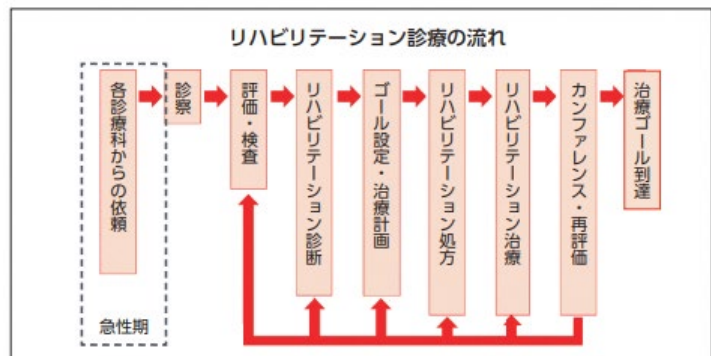 リハビリテーション診療の流れ
各診療科からの依頼
診察
評価・検査
リハビリテーション診断
ゴール設定・治療計画
リハビリテーション処方
リハビリテーション治療
カンファレンス・再評価
治療ゴール到達
急性期